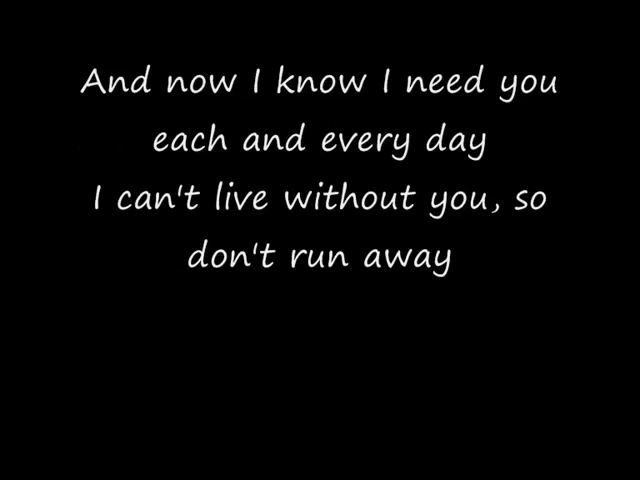 And now I know I need you
each and every day
I can't live without you, so
don't run away